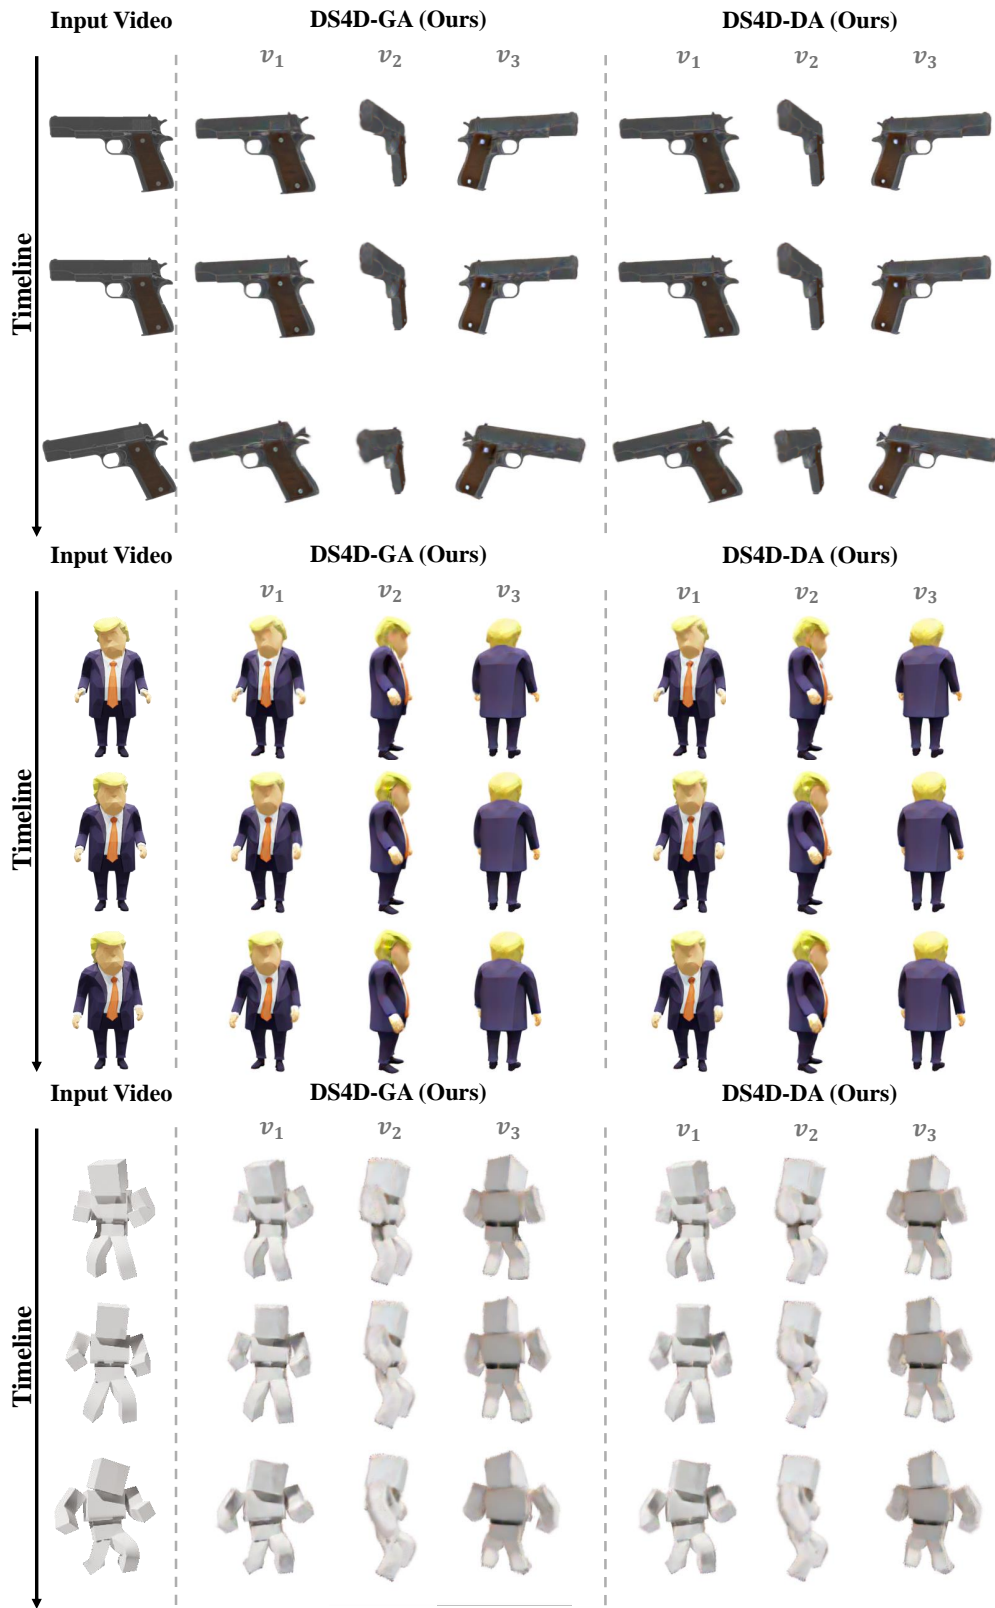 Input Video DS4D-GA (Ours) DS4D-DA (Ours)
v₁ v₂ v₃ v₁ v₂ v₃
Timeline
Input Video DS4D-GA (Ours) DS4D-DA (Ours)
v₁ v₂ v₃ v₁ v₂ v₃
Timeline
Input Video DS4D-GA (Ours) DS4D-DA (Ours)
v₁ v₂ v₃ v₁ v₂ v₃
Timeline